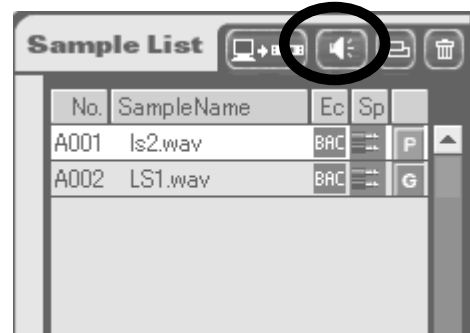 Sample List
No. SampleName Ec Sp
A001 ls2.wav BAC P
A002 LS1.wav BAC G